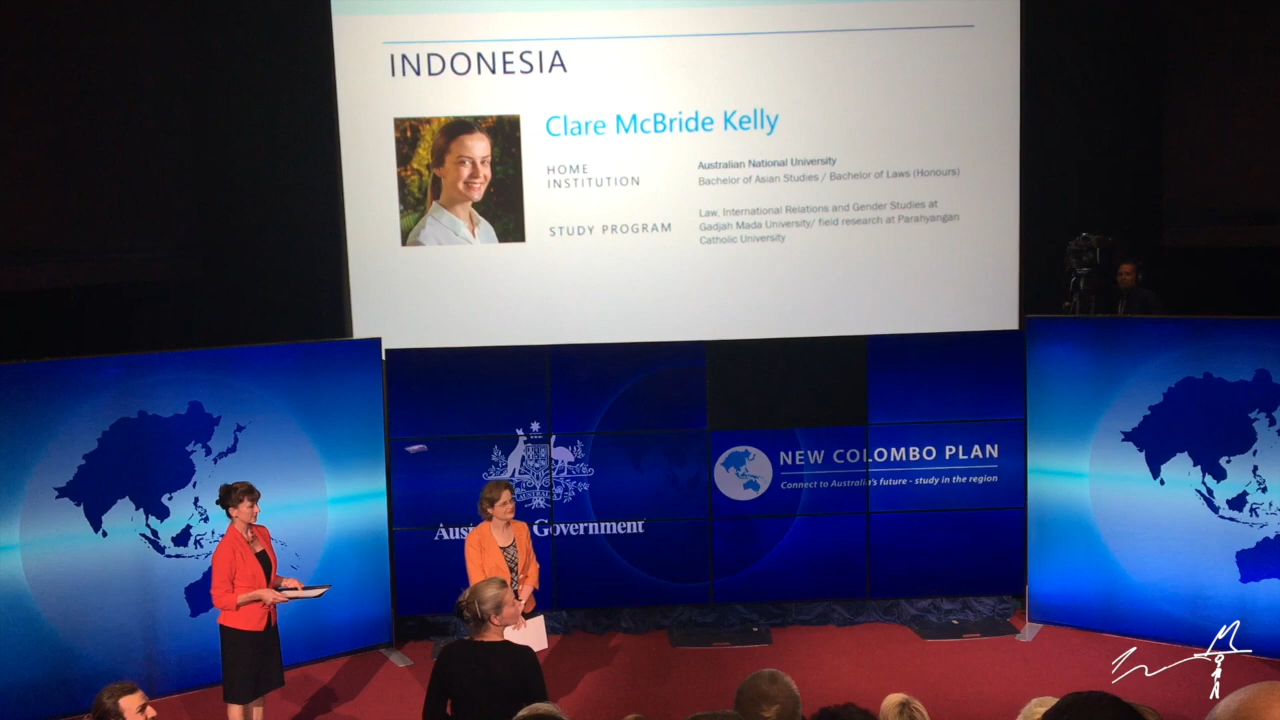 INDONESIA
Clare McBride Kelly
HOME
INSTITUTION
Australian National University
Bachelor of Asian Studies / Bachelor of Laws (Honours)
STUDY PROGRAM
Law, International Relations and Gender Studies at
Gadjah Mada University/ field research at Parahyangan
Catholic University
AUSTRALIA
Aus Government
NEW COLOMBO PLAN
Connect to Australia's future - study in the region